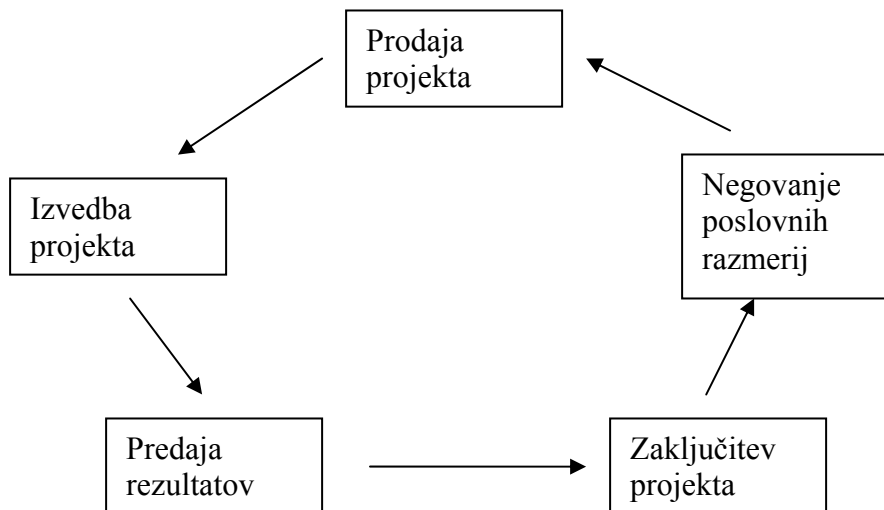 Prodaja
projekta
Izvedba
projekta
Negovanje
poslovnih
razmerij
Predaja
rezultatov
Zaključitev
projekta